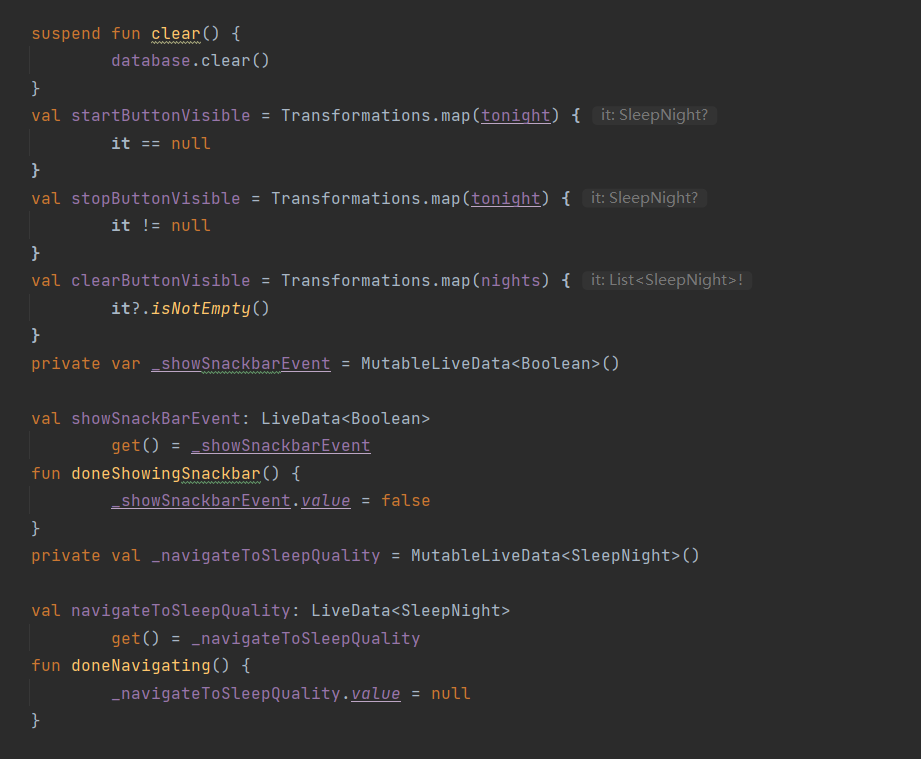 suspend fun clear() {
        database.clear()
}
val startButtonVisible = Transformations.map(tonight) { it: SleepNight?
        it == null
}
val stopButtonVisible = Transformations.map(tonight) { it: SleepNight?
        it != null
}
val clearButtonVisible = Transformations.map(nights) { it: List<SleepNight>!
        it?.isNotEmpty()
}
private var _showSnackbarEvent = MutableLiveData<Boolean>()

val showSnackBarEvent: LiveData<Boolean>
        get() = _showSnackbarEvent
fun doneShowingSnackbar() {
        _showSnackbarEvent.value = false
}
private val _navigateToSleepQuality = MutableLiveData<SleepNight>()

val navigateToSleepQuality: LiveData<SleepNight>
        get() = _navigateToSleepQuality
fun doneNavigating() {
        _navigateToSleepQuality.value = null
}